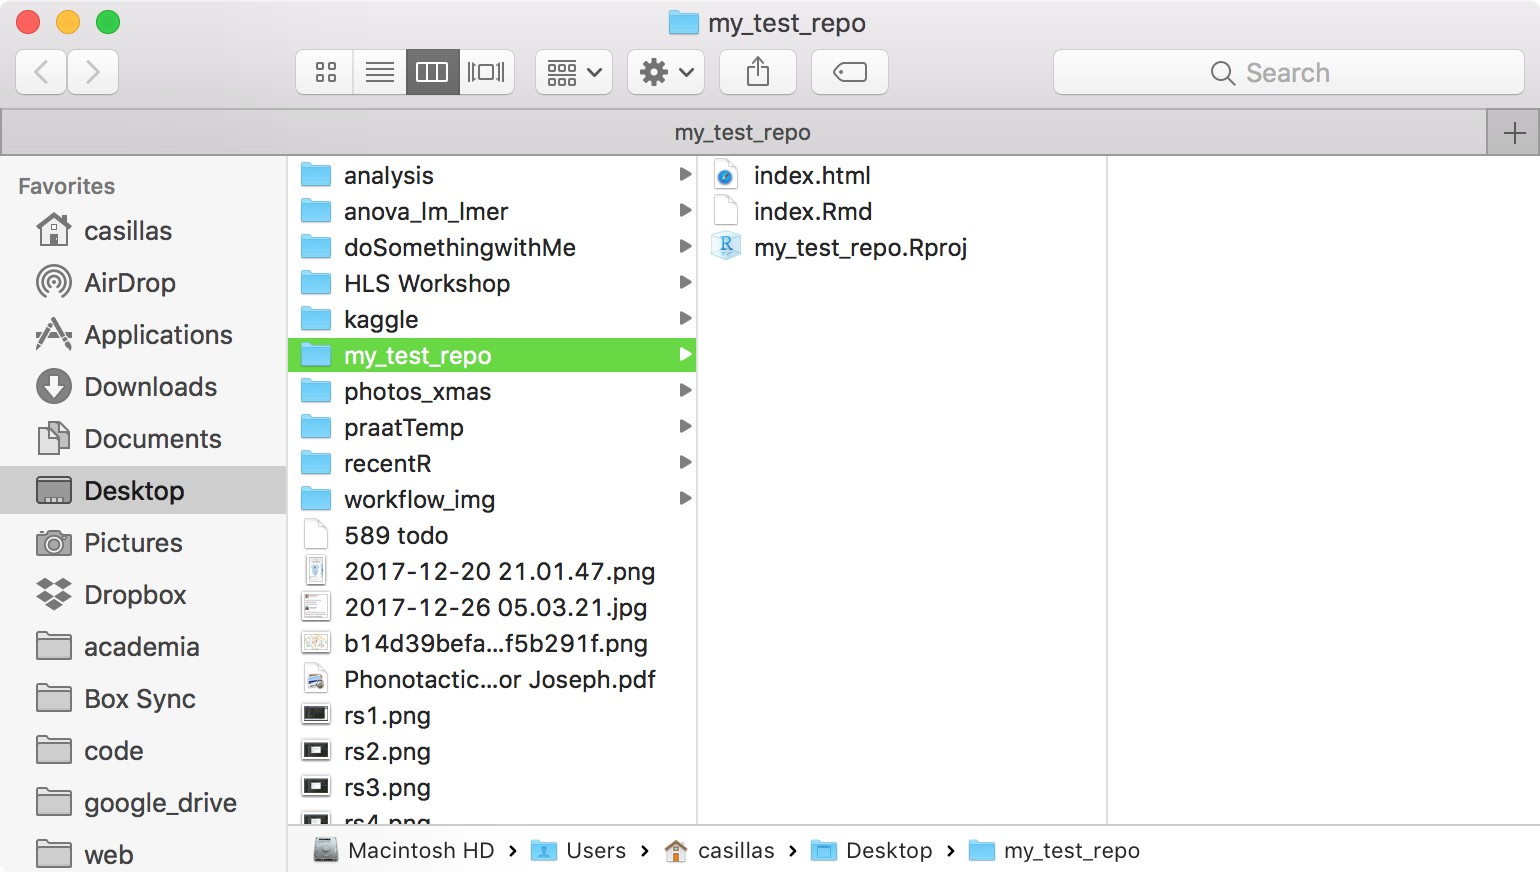 my_test_repo
Search
my_test_repo
Favorites
casillas
AirDrop
Applications
Downloads
Documents
Desktop
Pictures
Dropbox
academia
Box Sync
code
google_drive
web
analysis
anova_lm_lmer
doSomethingwithMe
HLS Workshop
kaggle
my_test_repo
photos_xmas
praatTemp
recentR
workflow_img
589 todo
2017-12-20 21.01.47.png
2017-12-26 05.03.21.jpg
b14d39befa...f5b291f.png
Phonotactic...or Joseph.pdf
rs1.png
rs2.png
rs3.png
rs4.png
index.html
index.Rmd
my_test_repo.Rproj
Macintosh HD › Users › casillas › Desktop › my_test_repo